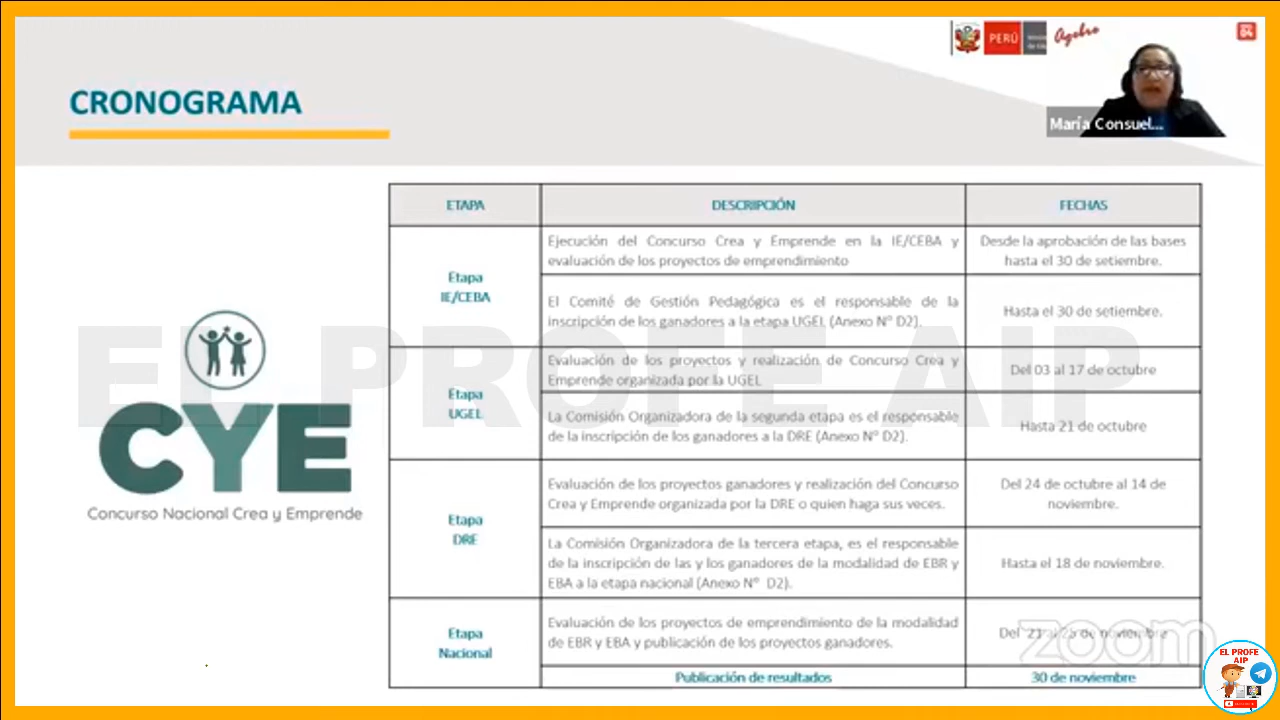 PERÚ
CRONOGRAMA
María Consuel...
ETAPA
DESCRIPCIÓN
FECHAS
Etapa
IE/CEBA
Ejecución del Concurso Crea y Emprende en la IE/CEBA y
evaluación de los proyectos de emprendimiento
Desde la aprobación de las bases
hasta el 30 de setiembre.
El Comité de Gestión Pedagógica es el responsable de la
inscripción de los ganadores a la etapa UGEL (Anexo N° D2).
Hasta el 30 de setiembre.
Etapa
UGEL
Evaluación de los proyectos y realización de Concurso Crea y
Emprende organizada por la UGEL
Del 03 al 17 de octubre
La Comisión Organizadora de la segunda etapa es el responsable
de la inscripción de los ganadores a la DRE (Anexo N° D2).
Hasta 21 de octubre
Etapa
DRE
Evaluación de los proyectos ganadores y realización del Concurso
Crea y Emprende organizada por la DRE o quien haga sus veces.
Del 24 de octubre al 14 de
noviembre.
La Comisión Organizadora de la tercera etapa, es el responsable
de la inscripción de las y los ganadores de la modalidad de EBR y
EBA a la etapa nacional (Anexo N° D2).
Hasta el 18 de noviembre.
Etapa
Nacional
Evaluación de los proyectos de emprendimiento de la modalidad
de EBR y EBA y publicación de los proyectos ganadores.
Del 21 al 25 de noviembre
Publicación de resultados
30 de noviembre
CYE
Concurso Nacional Crea y Emprende
EL PROFE AIP
zoom
EL PROFE
AIP